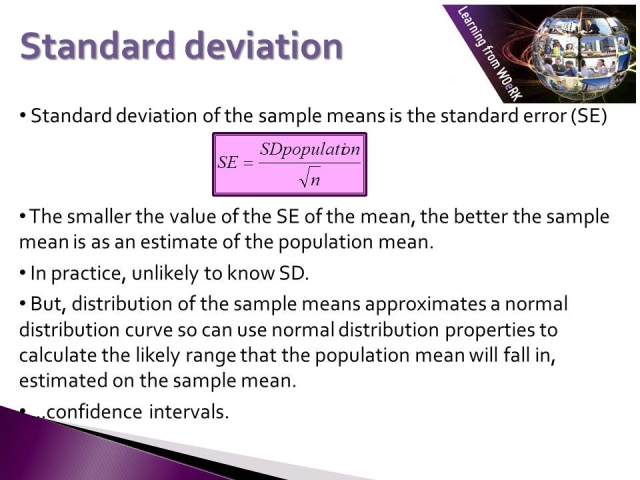 Standard deviation
Learning from WOeRK
• Standard deviation of the sample means is the standard error (SE)
SE = SDpopulation / √n
• The smaller the value of the SE of the mean, the better the sample
mean is as an estimate of the population mean.
• In practice, unlikely to know SD.
• But, distribution of the sample means approximates a normal
distribution curve so can use normal distribution properties to
calculate the likely range that the population mean will fall in,
estimated on the sample mean.
• ...confidence intervals.